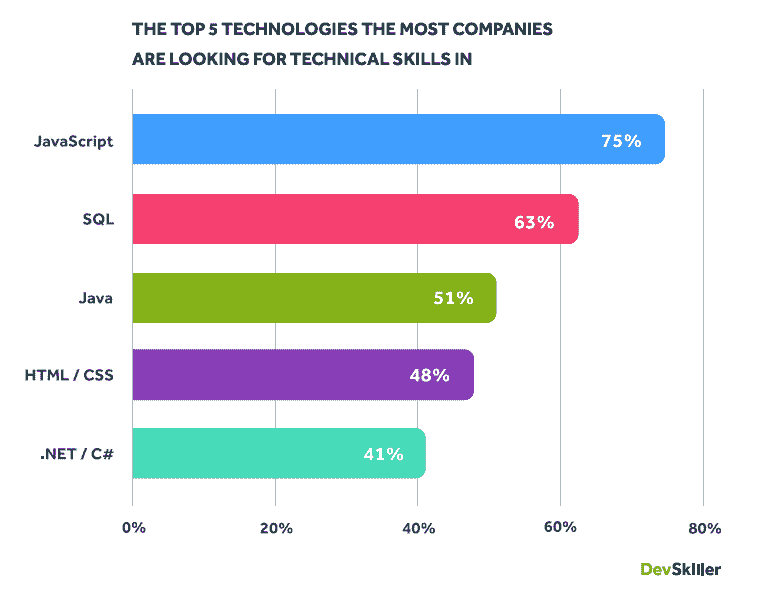 THE TOP 5 TECHNOLOGIES THE MOST COMPANIES
ARE LOOKING FOR TECHNICAL SKILLS IN
JavaScript 75%
SQL 63%
Java 51%
HTML / CSS 48%
.NET / C# 41%
0% 20% 40% 60% 80%
DevSkiller